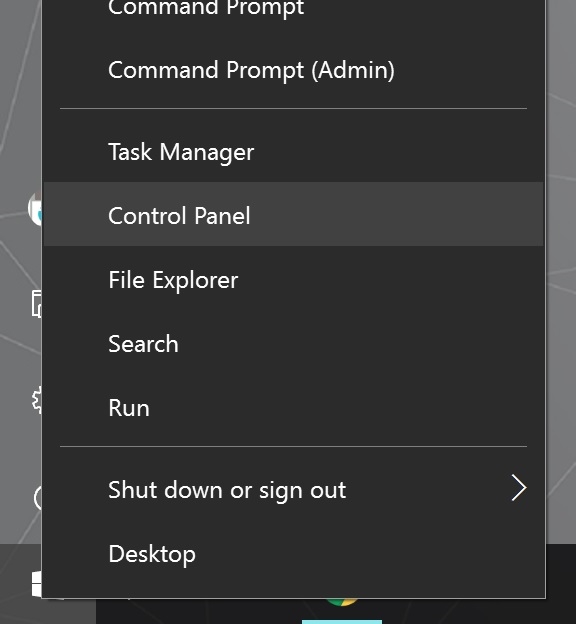 Command Prompt
Command Prompt (Admin)
Task Manager
Control Panel
File Explorer
Search
Run
Shut down or sign out
Desktop